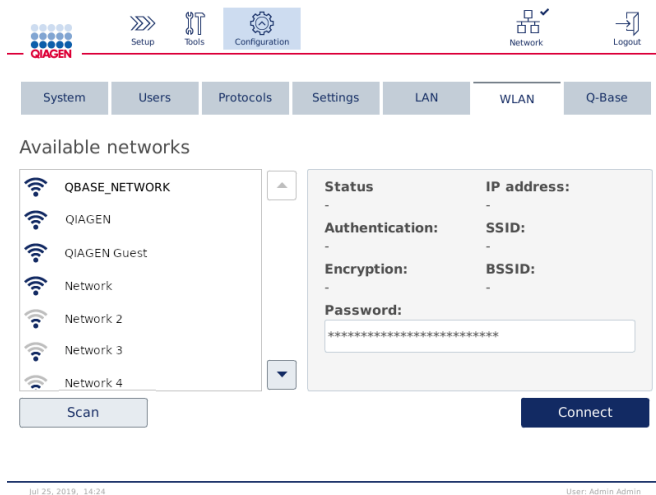 Setup
Tools
Configuration
Network
Logout
QIAGEN
System
Users
Protocols
Settings
LAN
WLAN
Q-Base
Available networks
QBASE_NETWORK
QIAGEN
QIAGEN Guest
Network
Network 2
Network 3
Network 4
Status
-
IP address:
-
Authentication:
-
SSID:
-
Encryption:
-
BSSID:
-
Password:
**************************
Scan
Connect
Jul 25, 2019, 14:24
User: Admin Admin